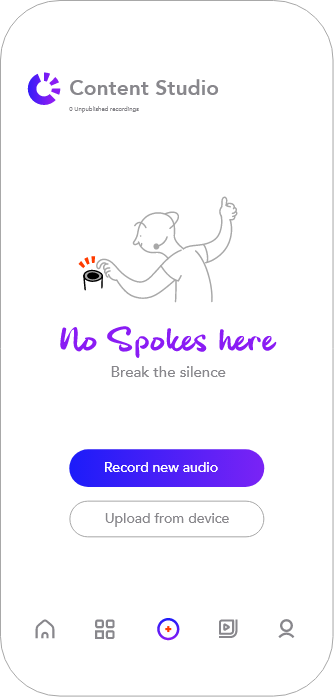 Content Studio
0 Unpublished recordings
No Spokes here
Break the silence
Record new audio
Upload from device